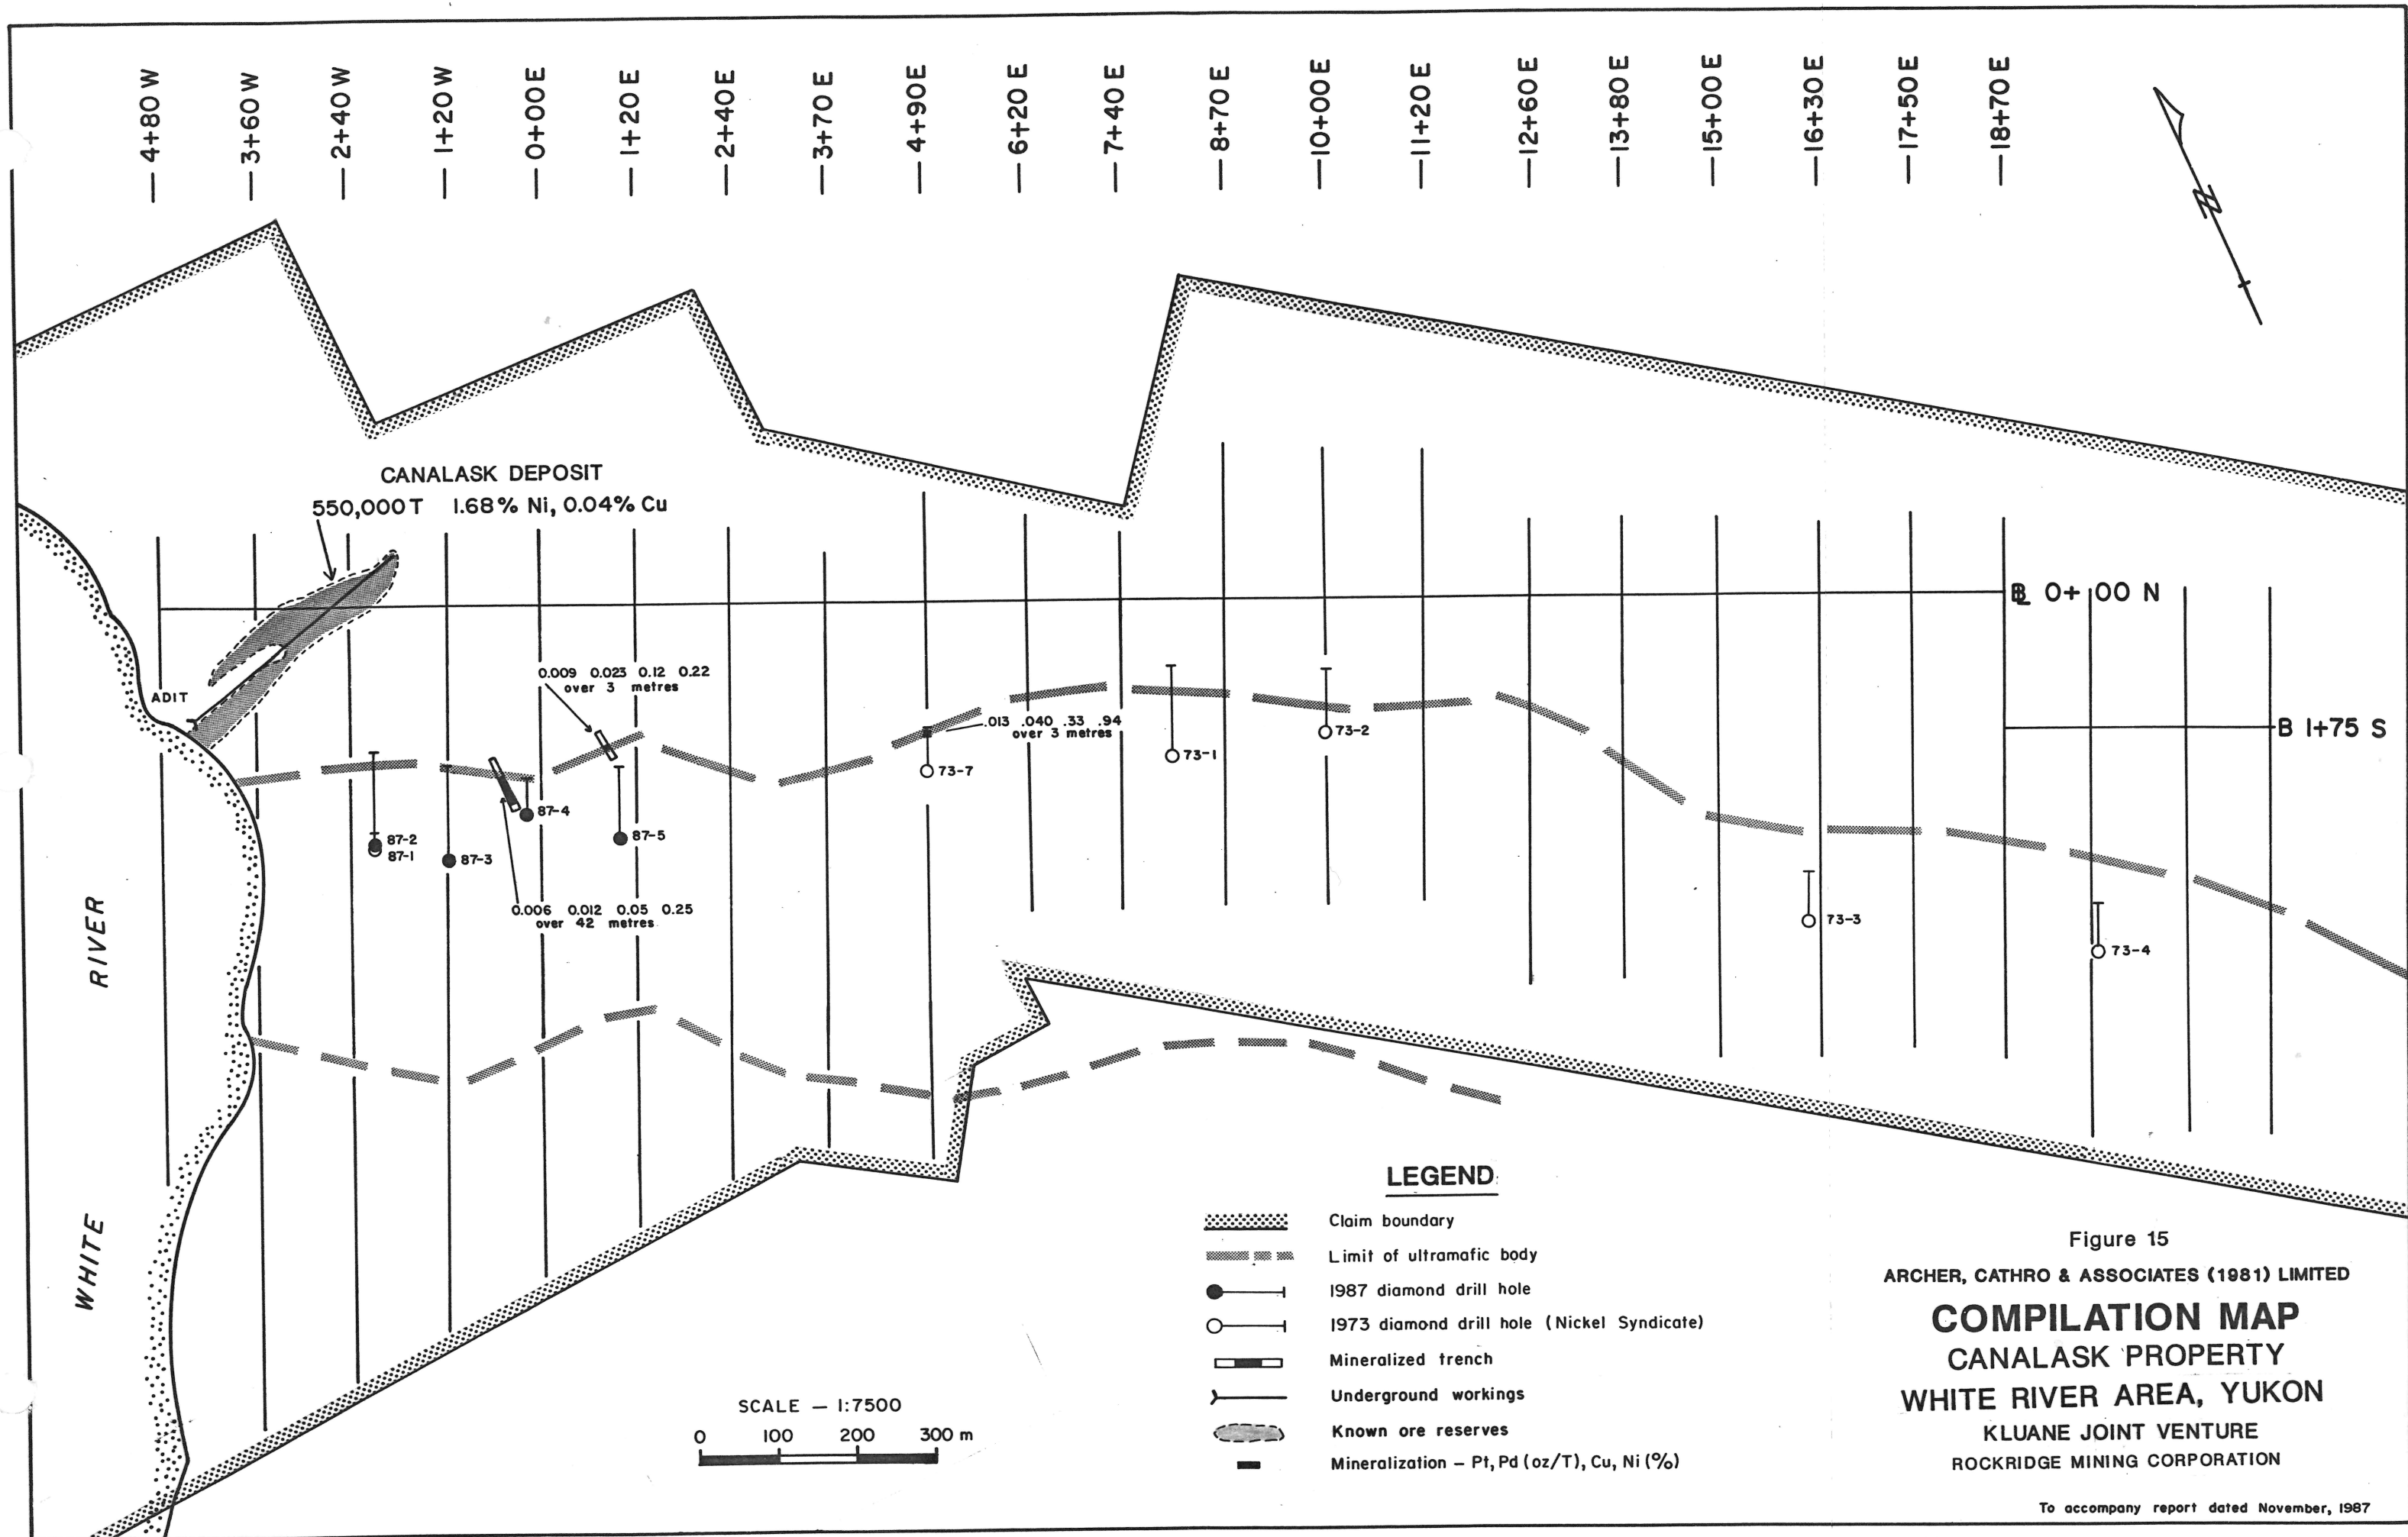 4+80 W
3+60 W
2+40 W
1+20 W
0+00 E
1+20 E
2+40 E
3+70 E
4+90 E
6+20 E
7+40 E
8+70 E
10+00 E
11+20 E
12+60 E
13+80 E
15+00 E
16+30 E
17+50 E
18+70 E
N
CANALASK DEPOSIT
550,000 T 1.68% Ni, 0.04% Cu
BL 0+00 N
ADIT
0.009 0.023 0.12 0.22
over 3 metres
.013 .040 .33 .94
over 3 metres
B 1+75 S
73-2
73-1
73-7
87-4
87-5
87-2
87-1
87-3
0.006 0.012 0.05 0.25
over 42 metres
73-3
73-4
WHITE RIVER
LEGEND
Claim boundary
Limit of ultramafic body
1987 diamond drill hole
1973 diamond drill hole (Nickel Syndicate)
Mineralized trench
Underground workings
Known ore reserves
Mineralization – Pt, Pd (oz/T), Cu, Ni (%)
SCALE – 1:7500
0 100 200 300 m
Figure 15
ARCHER, CATHRO & ASSOCIATES (1981) LIMITED
COMPILATION MAP
CANALASK PROPERTY
WHITE RIVER AREA, YUKON
KLUANE JOINT VENTURE
ROCKRIDGE MINING CORPORATION
To accompany report dated November, 1987